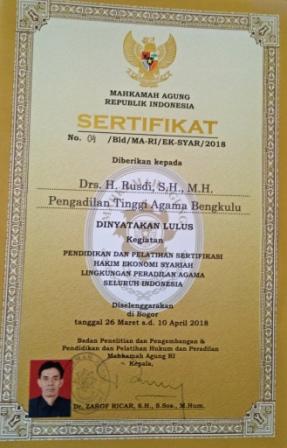 MAHKAMAH AGUNG
REPUBLIK INDONESIA
SERTIFIKAT
No. 04 /Bld/MA-RI/EK-SYAR/2018
Diberikan kepada
Drs. H. Rusdi, S.H., M.H.
Pengadilan Tinggi Agama Bengkulu
DINYATAKAN LULUS
Kegiatan
PENDIDIKAN DAN PELATIHAN SERTIFIKASI
HAKIM EKONOMI SYARIAH
LINGKUNGAN PERADILAN AGAMA
SELURUH INDONESIA
Diselenggarakan
di Bogor
tanggal 26 Maret s.d. 10 April 2018
Badan Penelitian dan Pengembangan &
Pendidikan dan Pelatihan Hukum dan Peradilan
Mahkamah Agung RI
Kepala,
Dr. ZAROF RICAR, S.H., S.Sos., M.Hum.